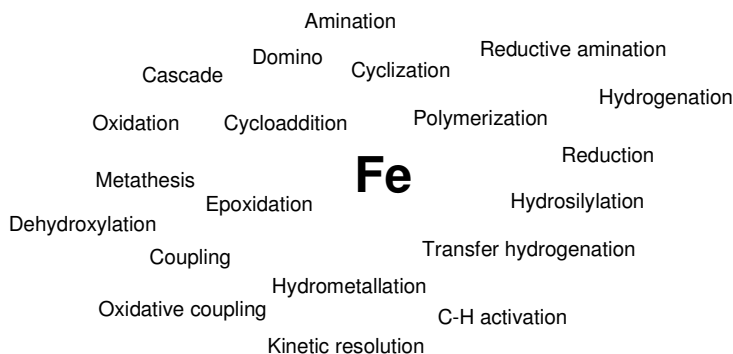 Amination
Domino
Reductive amination
Cascade
Cyclization
Hydrogenation
Oxidation
Cycloaddition
Polymerization
Reduction
Fe
Metathesis
Epoxidation
Hydrosilylation
Dehydroxylation
Coupling
Transfer hydrogenation
Hydrometallation
Oxidative coupling
C-H activation
Kinetic resolution